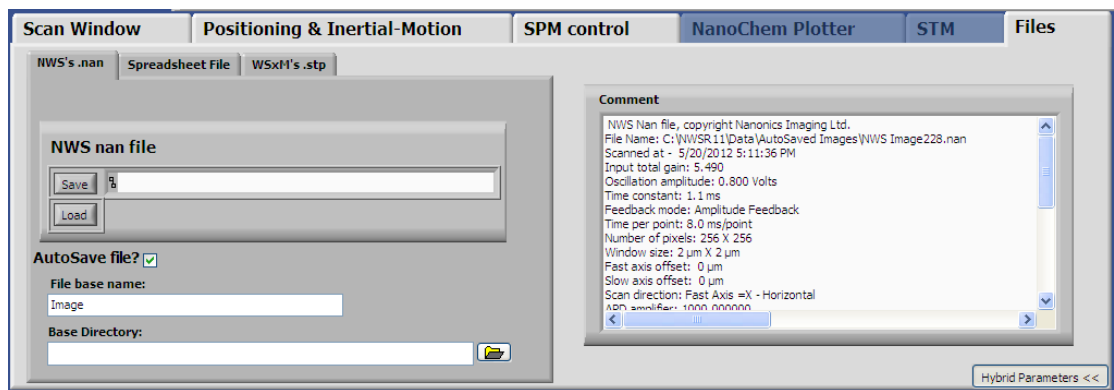 Scan Window
Positioning & Inertial-Motion
SPM control
NanoChem Plotter
STM
Files
NWS's .nan
Spreadsheet File
WSxM's .stp
NWS nan file
Save
Load
AutoSave file?
File base name:
Image
Base Directory:
Comment
NWS Nan file, copyright Nanonics Imaging Ltd.
File Name: C:\NWSR11\Data\AutoSaved Images\NWS Image228.nan
Scanned at - 5/20/2012 5:11:36 PM
Input total gain: 5.490
Oscillation amplitude: 0.800 Volts
Time constant: 1.1 ms
Feedback mode: Amplitude Feedback
Time per point: 8.0 ms/point
Number of pixels: 256 X 256
Window size: 2 µm X 2 µm
Fast axis offset: 0 µm
Slow axis offset: 0 µm
Scan direction: Fast Axis =X - Horizontal
APD amplifier: 1000.000000
Hybrid Parameters <<